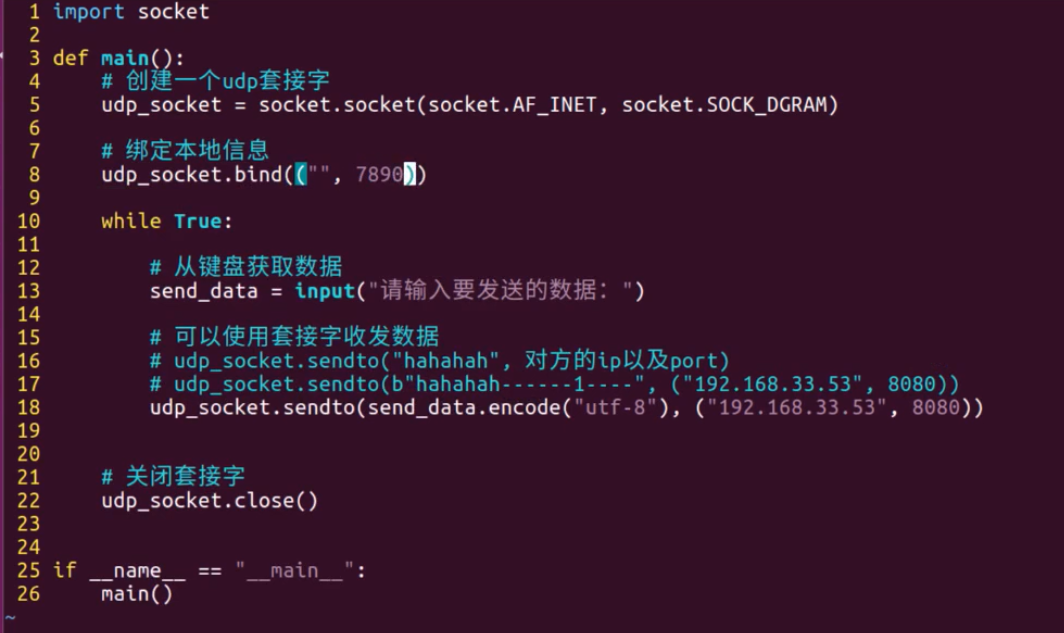 1 import socket
2
3 def main():
4     # 创建一个udp套接字
5     udp_socket = socket.socket(socket.AF_INET, socket.SOCK_DGRAM)
6
7     # 绑定本地信息
8     udp_socket.bind(("", 7890))
9
10     while True:
11
12         # 从键盘获取数据
13         send_data = input("请输入要发送的数据：")
14
15         # 可以使用套接字收发数据
16         # udp_socket.sendto("hahahah", 对方的ip以及port)
17         # udp_socket.sendto(b"hahahah------1----", ("192.168.33.53", 8080))
18         udp_socket.sendto(send_data.encode("utf-8"), ("192.168.33.53", 8080))
19
20
21     # 关闭套接字
22     udp_socket.close()
23
24
25 if __name__ == "__main__":
26     main()
~